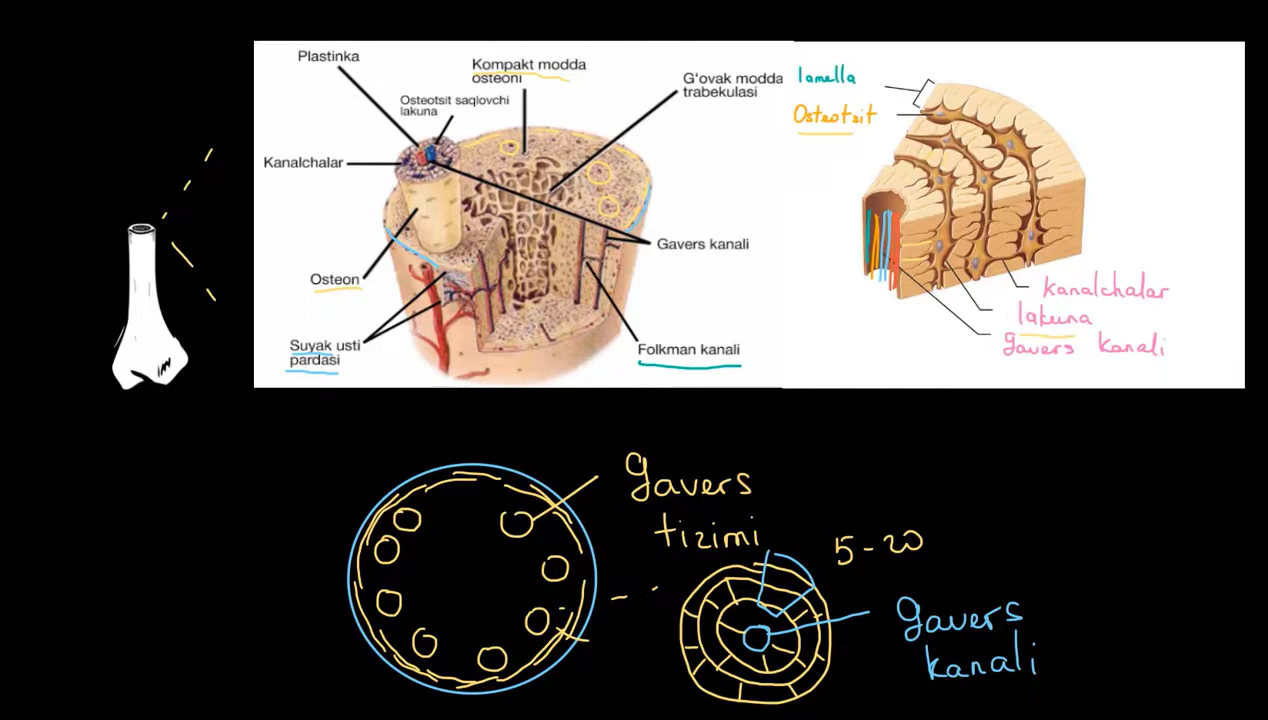 Plastinka
Kompakt modda
osteoni
G'ovak modda
trabekulasi
Osteotsit saqlovchi
lakuna
Kanalchalar
Gavers kanali
Osteon
Suyak usti
pardasi
Folkman kanali
lamella
Osteotsit
kanalchalar
lakuna
gavers kanali
gavers
tizimi
5-20
gavers
kanali